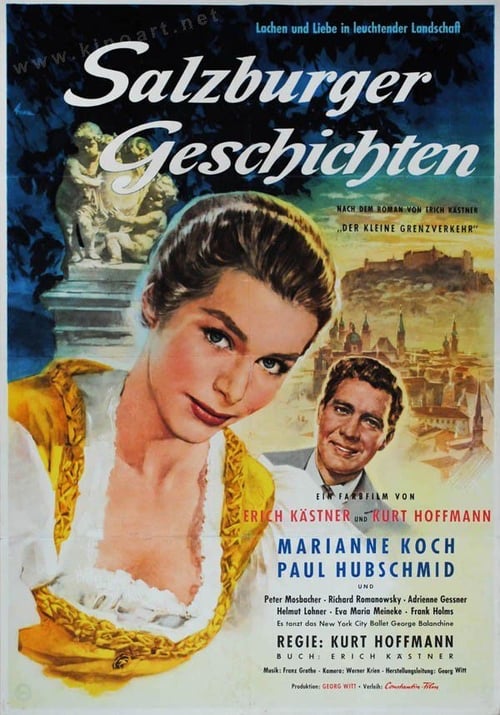 www.kinoart.net
Lachen und Liebe in leuchtender Landschaft
Salzburger
Geschichten
NACH DEM ROMAN VON ERICH KÄSTNER
„DER KLEINE GRENZVERKEHR"
EIN FARBFILM VON
ERICH KÄSTNER UND KURT HOFFMANN
MARIANNE KOCH
PAUL HUBSCHMID
UND
Peter Mosbacher · Richard Romanowsky · Adrienne Gessner
Helmut Lohner · Eva Maria Meineke · Frank Holms
Es tanzt das New York City Ballet George Balanchine
REGIE: KURT HOFFMANN
BUCH: ERICH KÄSTNER
Musik: Franz Grothe · Kamera: Werner Krien · Herstellungsleitung: Georg Witt
Produktion: GEORG WITT · Verleih: Constantin-Film